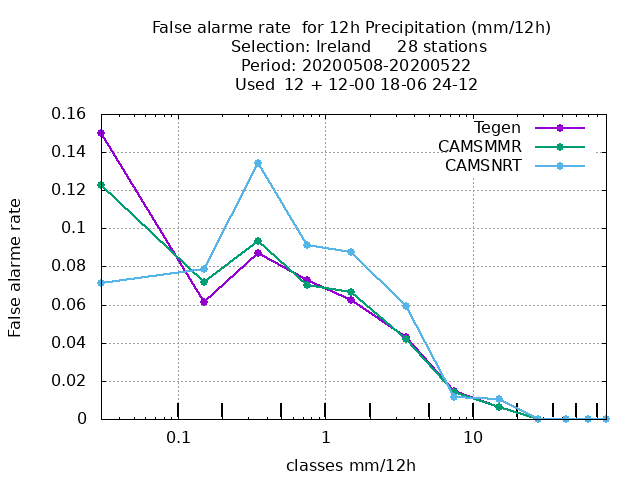 False alarme rate  for 12h Precipitation (mm/12h)
Selection: Ireland     28 stations
Period: 20200508-20200522
Used  12 + 12-00 18-06 24-12
Tegen
CAMSMMR
CAMSNRT
0.16
0.14
0.12
0.1
0.08
0.06
0.04
0.02
0
False alarme rate
0.1
1
10
classes mm/12h